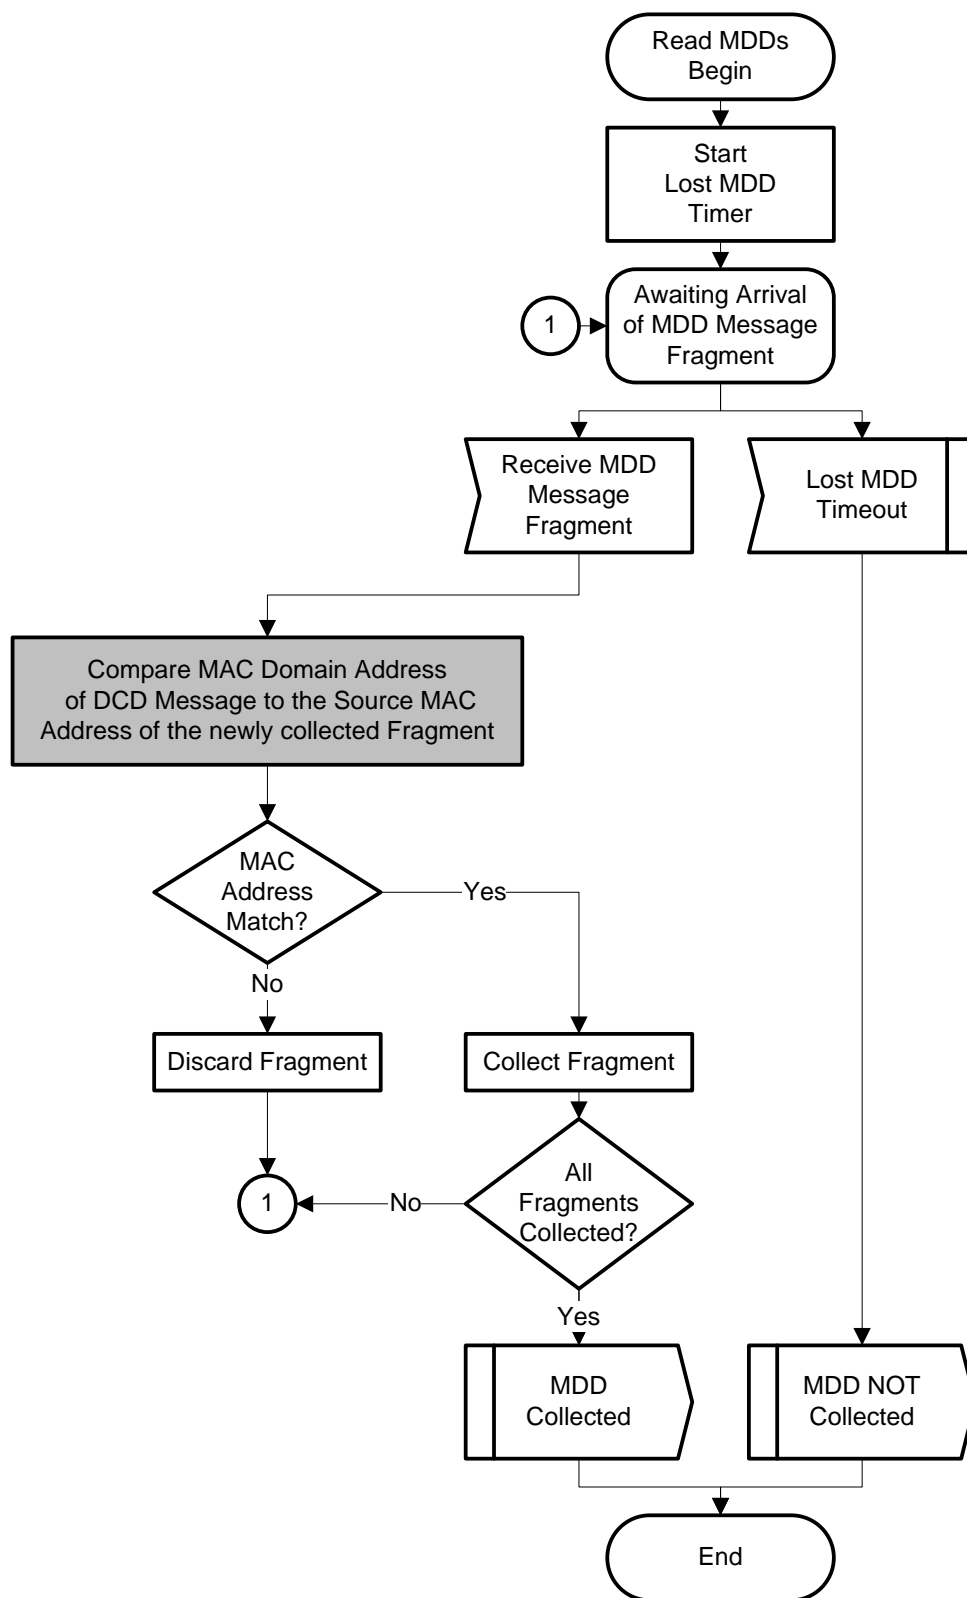 Read MDDs
Begin
Start
Lost MDD
Timer
Awaiting Arrival
of MDD Message
Fragment
1
Receive MDD
Message
Fragment
Lost MDD
Timeout
Compare MAC Domain Address
of DCD Message to the Source MAC
Address of the newly collected Fragment
MAC
Address
Match?
Yes
No
Discard Fragment
Collect Fragment
All
Fragments
Collected?
No
1
Yes
MDD
Collected
MDD NOT
Collected
End